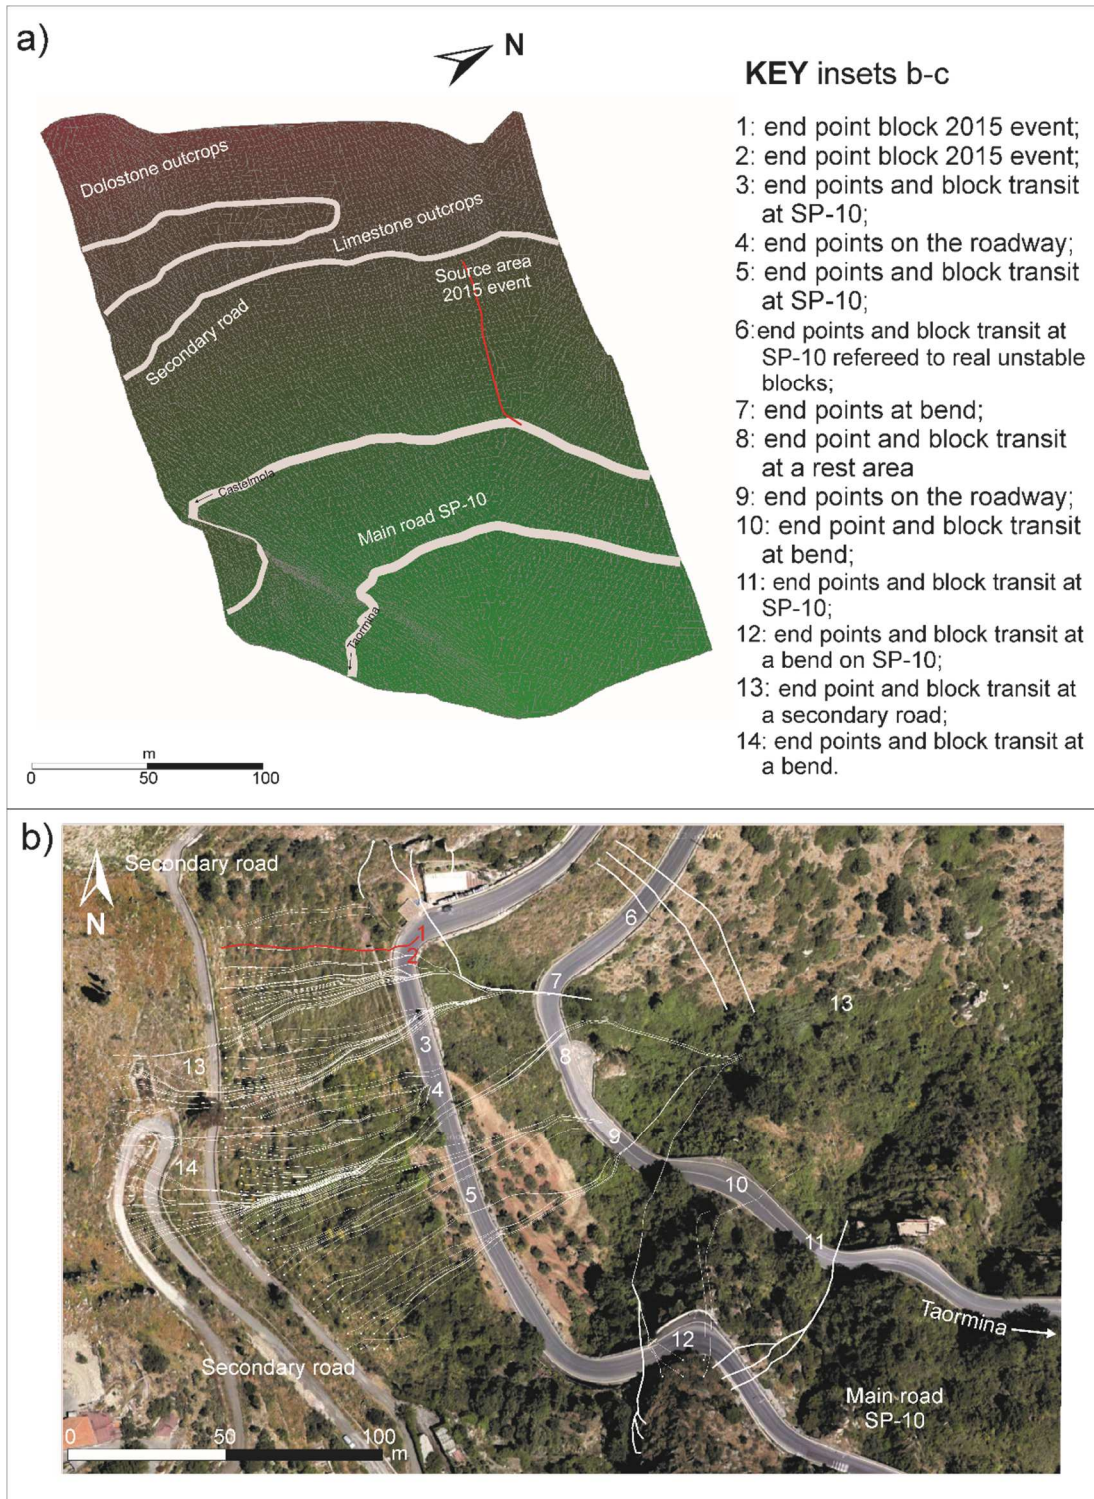 a)
N
KEY insets b-c
1: end point block 2015 event;
2: end point block 2015 event;
3: end points and block transit
at SP-10;
4: end points on the roadway;
5: end points and block transit
at SP-10;
6:end points and block transit at
SP-10 refereed to real unstable
blocks;
7: end points at bend;
8: end point and block transit
at a rest area
9: end points on the roadway;
10: end point and block transit
at bend;
11: end points and block transit at
SP-10;
12: end points and block transit at
a bend on SP-10;
13: end point and block transit at
a secondary road;
14: end points and block transit at
a bend.
Dolostone outcrops
Limestone outcrops
Source area
2015 event
Secondary road
Castelmola
Main road SP-10
Taormina
m
0 50 100
b)
Secondary road
N
1
2
6
7
13
3
8
13
4
9
14
10
5
11
12
Taormina
Secondary road
Main road
SP-10
0 50 100
m